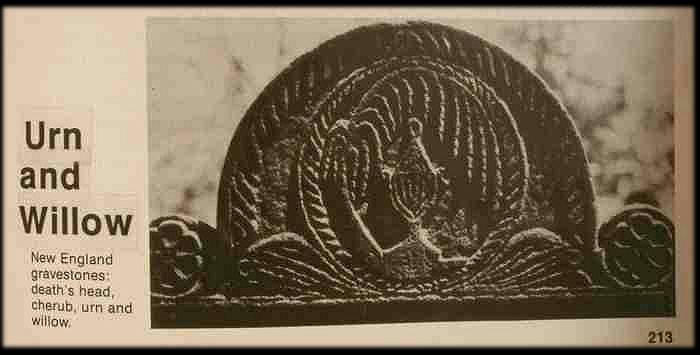 Urn
and
Willow
New England
gravestones:
death's head,
cherub, urn and
willow.
213